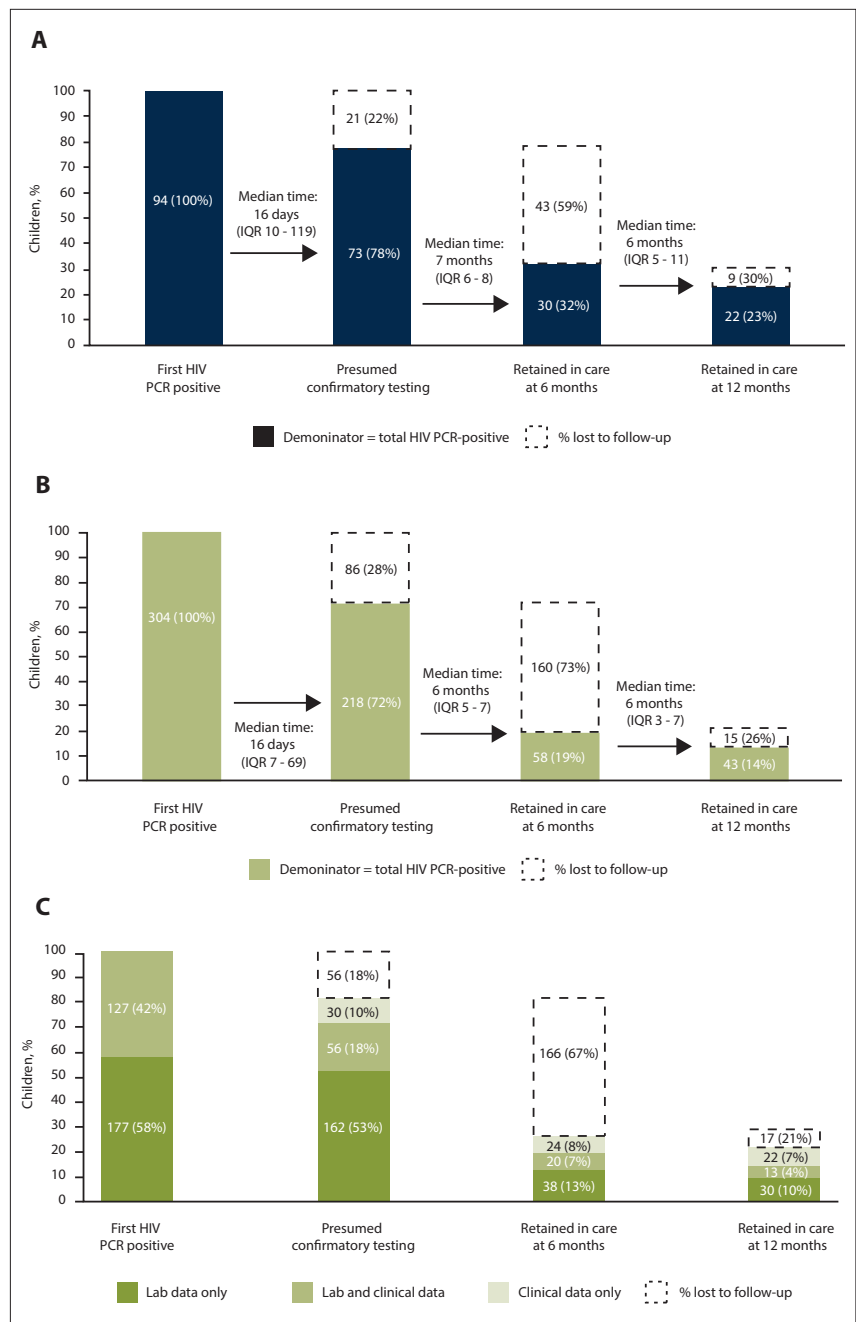 A
Children, %
100
90
80
70
60
50
40
30
20
10
0
94 (100%)
Median time:
16 days
(IQR 10 - 119)
21 (22%)
73 (78%)
Median time:
7 months
(IQR 6 - 8)
43 (59%)
30 (32%)
Median time:
6 months
(IQR 5 - 11)
9 (30%)
22 (23%)
First HIV
PCR positive
Presumed
confirmatory testing
Retained in care
at 6 months
Retained in care
at 12 months
Demoninator = total HIV PCR-positive
% lost to follow-up
B
Children, %
100
90
80
70
60
50
40
30
20
10
0
304 (100%)
Median time:
16 days
(IQR 7 - 69)
86 (28%)
218 (72%)
Median time:
6 months
(IQR 5 - 7)
160 (73%)
58 (19%)
Median time:
6 months
(IQR 3 - 7)
15 (26%)
43 (14%)
First HIV
PCR positive
Presumed
confirmatory testing
Retained in care
at 6 months
Retained in care
at 12 months
Demoninator = total HIV PCR-positive
% lost to follow-up
C
Children, %
100
90
80
70
60
50
40
30
20
10
0
127 (42%)
177 (58%)
56 (18%)
30 (10%)
56 (18%)
162 (53%)
166 (67%)
24 (8%)
20 (7%)
38 (13%)
17 (21%)
22 (7%)
13 (4%)
30 (10%)
First HIV
PCR positive
Presumed
confirmatory testing
Retained in care
at 6 months
Retained in care
at 12 months
Lab data only
Lab and clinical data
Clinical data only
% lost to follow-up